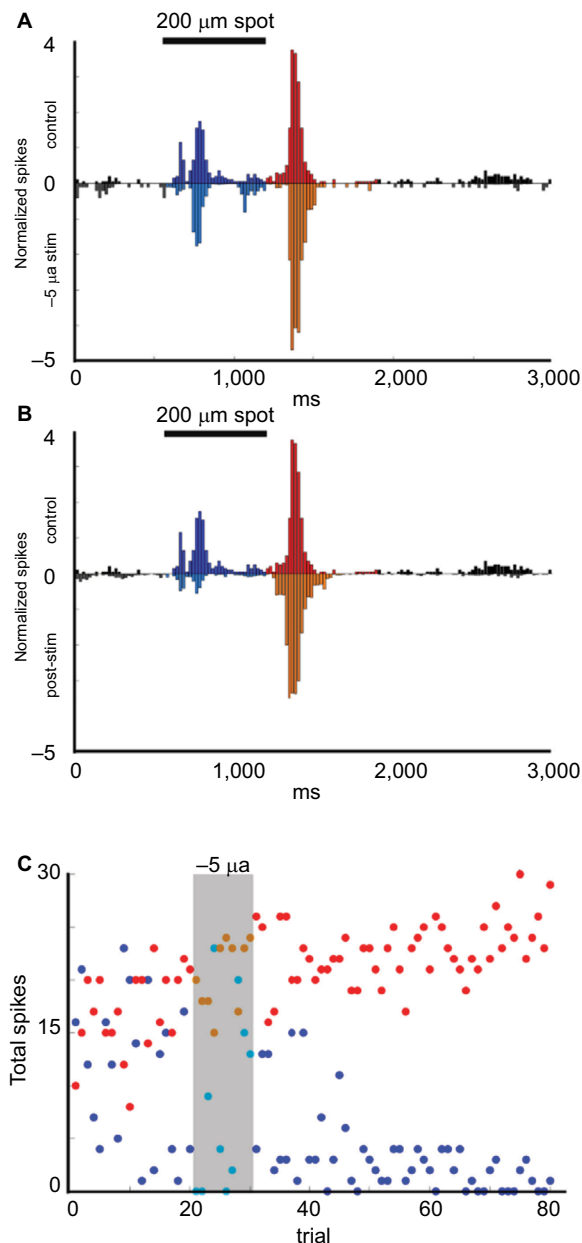 A
200 μm spot
4
Normalized spikes
control
0
−5 μa stim
−5
0
1,000
2,000
3,000
ms
B
200 μm spot
4
Normalized spikes
control
0
post-stim
−5
0
1,000
2,000
3,000
ms
C
−5 μa
30
Total spikes
15
0
0
20
40
60
80
trial